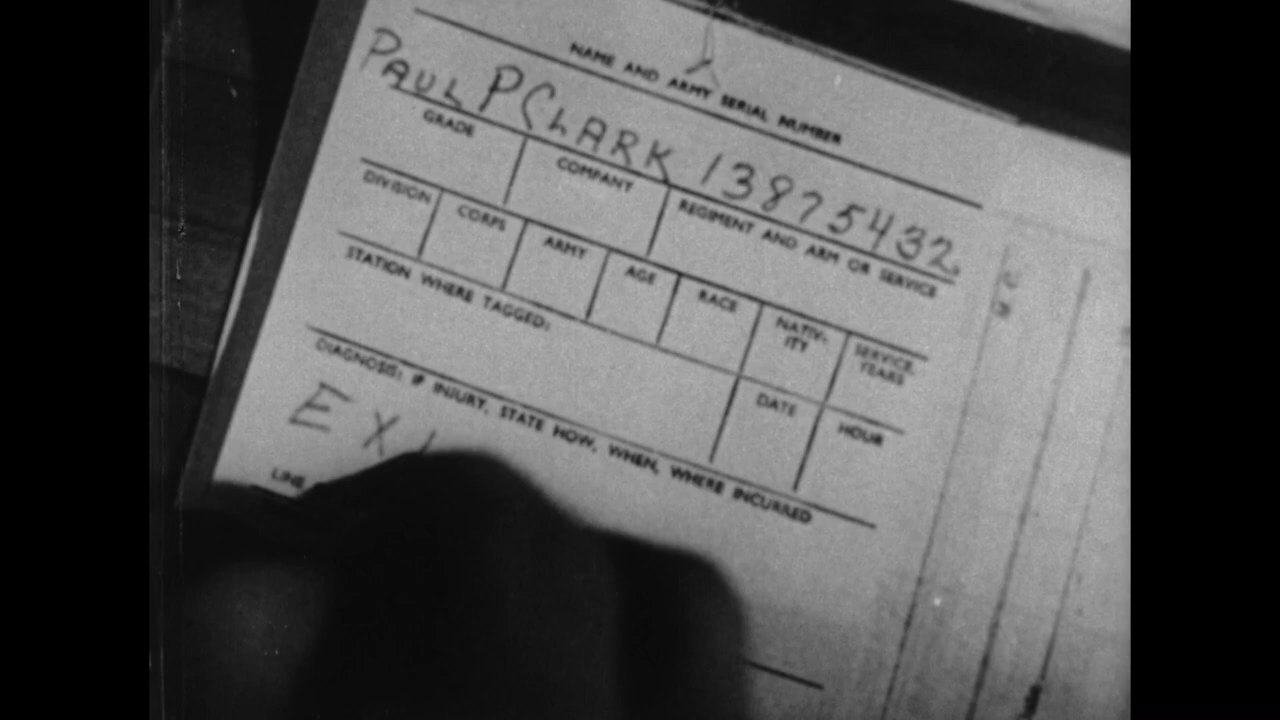 NAME AND ARMY SERIAL NUMBER
PAUL P CLARK 13875432
GRADE COMPANY REGIMENT AND ARM OR SERVICE
DIVISION CORPS ARMY AGE RACE NATIV-
ITY SERVICE,
YEARS
STATION WHERE TAGGED: DATE HOUR
DIAGNOSIS: IF INJURY, STATE HOW, WHEN, WHERE INCURRED
EX
LINE